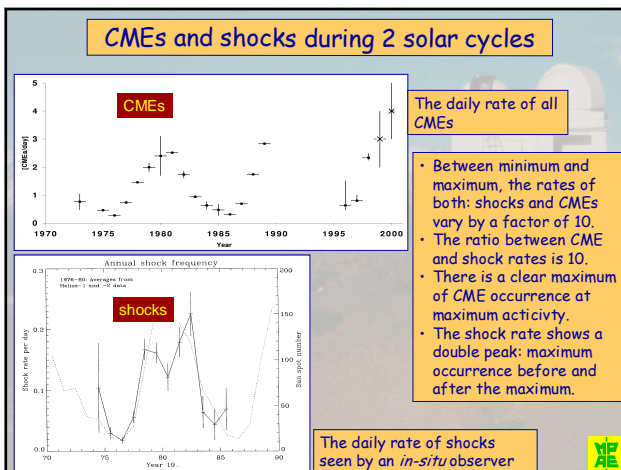 CMEs and shocks during 2 solar cycles
CMEs
5
4
3
2
1
0
[CMEs/day]
1970
1975
1980
1985
1990
1995
2000
Year
The daily rate of all
CMEs
• Between minimum and
maximum, the rates of
both: shocks and CMEs
vary by a factor of 10.
• The ratio between CME
and shock rates is 10.
• There is a clear maximum
of CME occurrence at
maximum acticivty.
• The shock rate shows a
double peak: maximum
occurrence before and
after the maximum.
Annual shock frequency
1976-80: Averages from
Helios-1 and -2 data
shocks
0.3
0.2
0.1
0.0
Shock rate per day
200
150
100
50
0
Sun spot number
70
75
80
85
90
Year 19..
The daily rate of shocks
seen by an in-situ observer
MP
AE